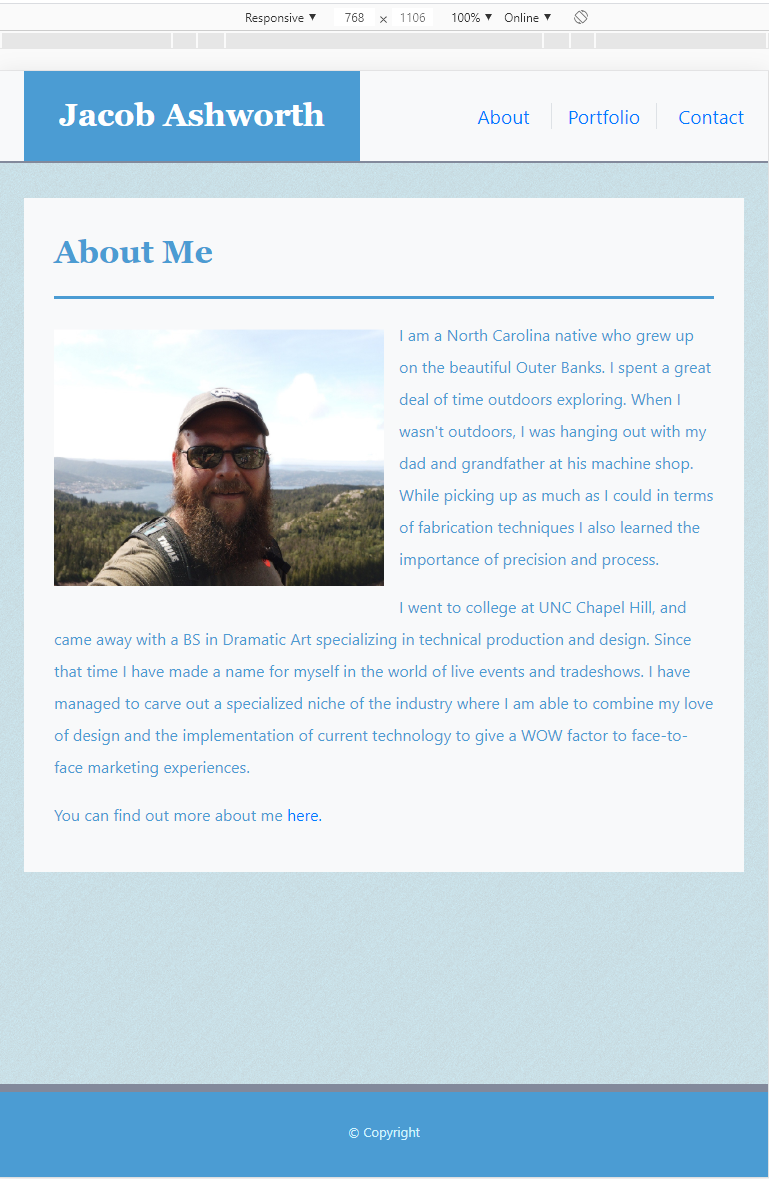 Responsive ▼ 768 × 1106 100% ▼ Online ▼
Jacob Ashworth
About Portfolio Contact
About Me
I am a North Carolina native who grew up
on the beautiful Outer Banks. I spent a great
deal of time outdoors exploring. When I
wasn't outdoors, I was hanging out with my
dad and grandfather at his machine shop.
While picking up as much as I could in terms
of fabrication techniques I also learned the
importance of precision and process.
THULE
I went to college at UNC Chapel Hill, and
came away with a BS in Dramatic Art specializing in technical production and design. Since
that time I have made a name for myself in the world of live events and tradeshows. I have
managed to carve out a specialized niche of the industry where I am able to combine my love
of design and the implementation of current technology to give a WOW factor to face-to-
face marketing experiences.
You can find out more about me here.
© Copyright